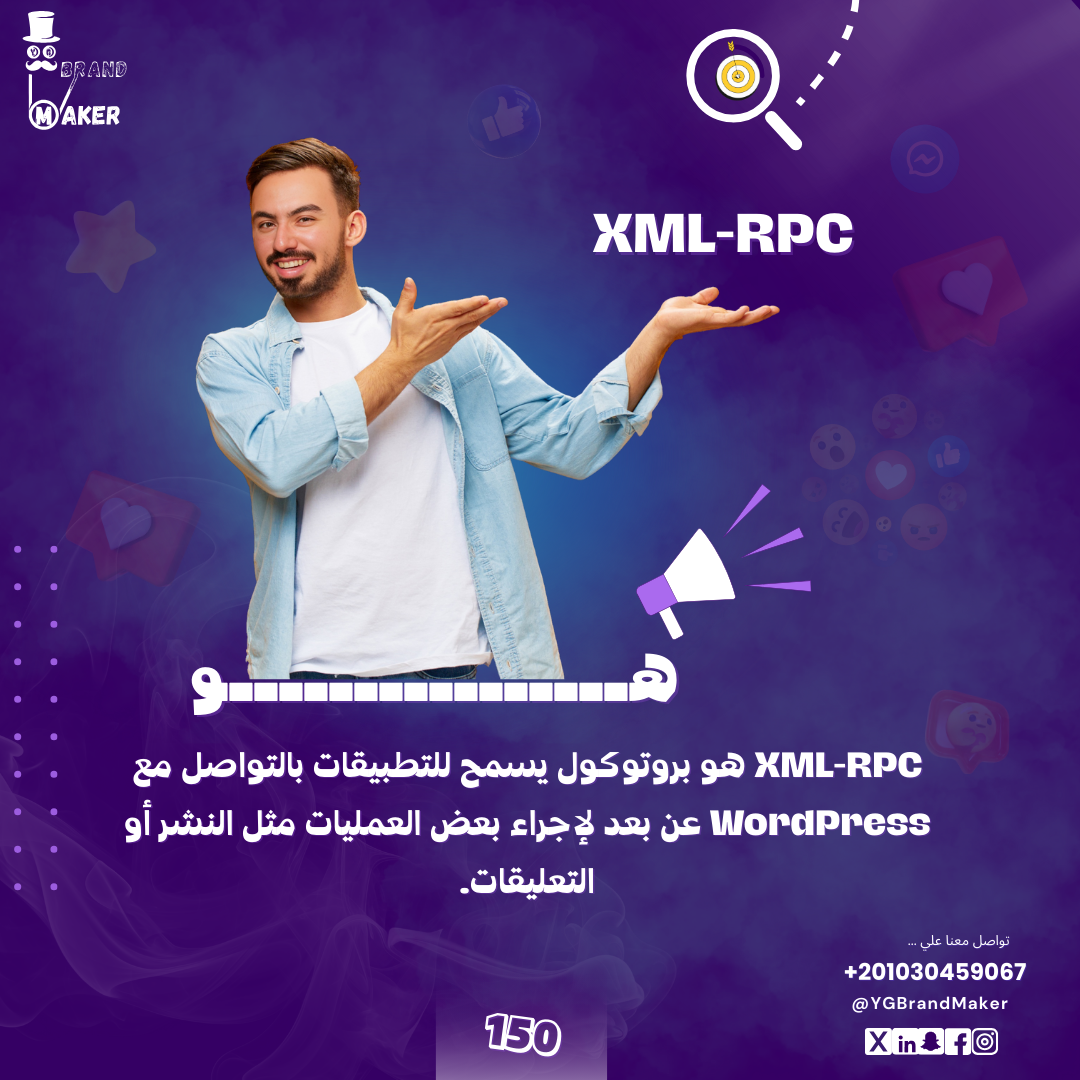 Y G
BRAND
MAKER
XML-RPC
هـــــــــــــــــو
XML-RPC هو بروتوكول يسمح للتطبيقات بالتواصل مع
WordPress عن بعد لإجراء بعض العمليات مثل النشر أو
التعليقات.
تواصل معنا علي ...
+201030459067
@YGBrandMaker
150